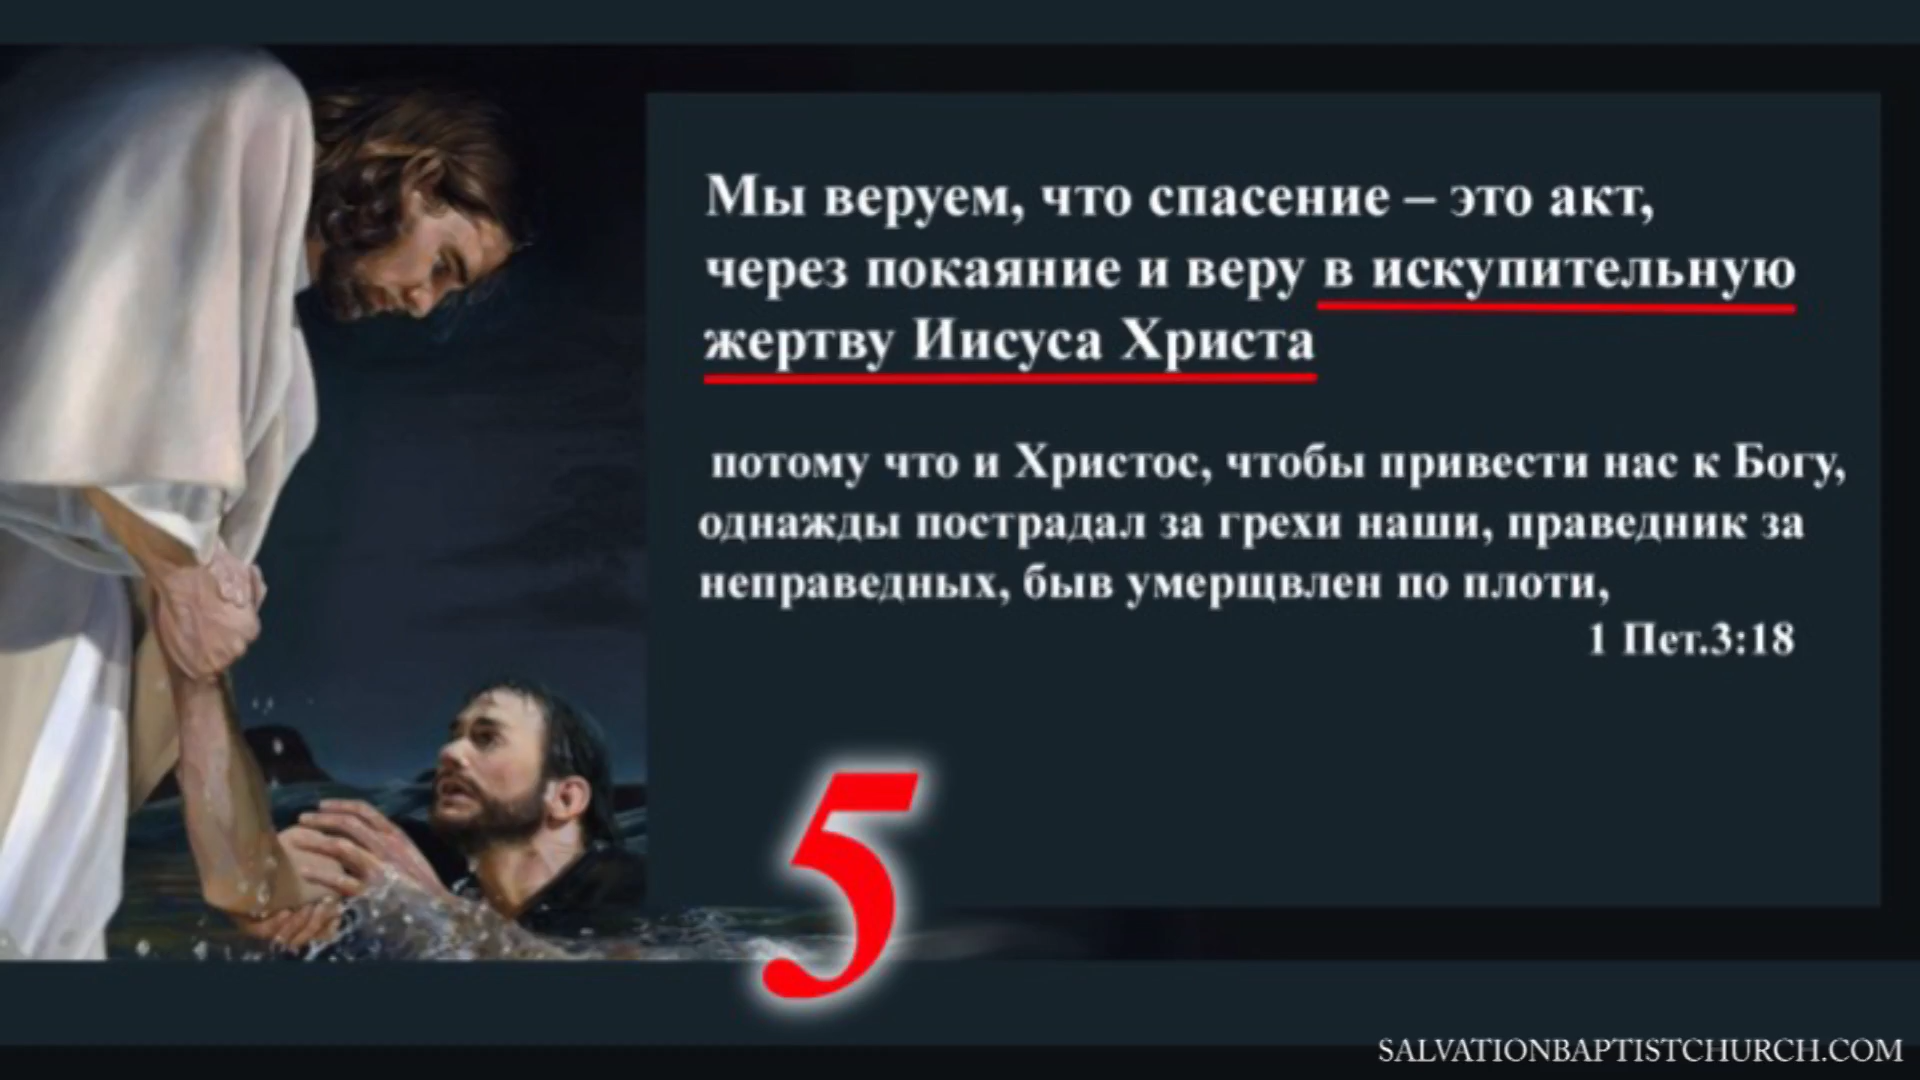 Мы веруем, что спасение – это акт,
через покаяние и веру в искупительную
жертву Иисуса Христа
потому что и Христос, чтобы привести нас к Богу,
однажды пострадал за грехи наши, праведник за
неправедных, быв умерщвлен по плоти,
1 Пет.3:18
5
SALVATIONBAPTISTCHURCH.COM